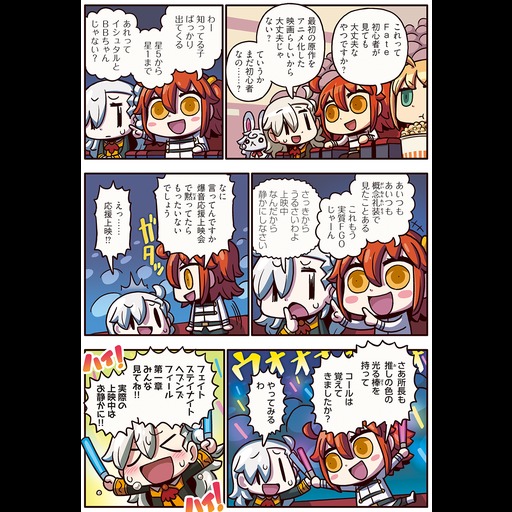 これって
Fate
初心者が
見ても
大丈夫な
やつですか?
最初の原作を
アニメ化した
映画らしいから
大丈夫じゃ
ない?
ていうか
まだ初心者
なの……?
わー
知ってる子
ばっかり
出てくる
星5から
星1まで
あれって
イシュタルと
BBちゃん
じゃない?
あいつも
あいつも
概念礼装で
見たことある
これもう
実質FGO
じゃーん
さっきから
うるさいわよ
上映中
なんだから
静かにしなさい
なに
言ってんですか
爆音応援上映会
で黙ってたら
もったいない
でしょう
ガタッ
えっ……
応援上映!?
ウオオオ
さあ所長も
推しの色の
光る棒を
持って
コールは
覚えて
きましたか?
やってみる
わ
ハイ!
フェイト
ステイナイト
ヘブンズ
フィール
第一章
みんな
見てね!!
実際の
上映中は
お静かに!!
ハイ!